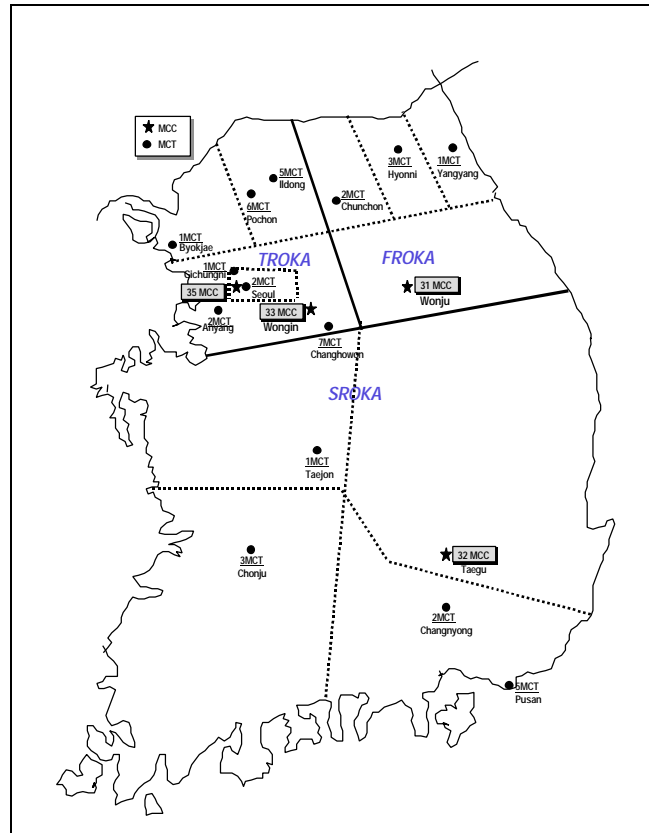 MCC
MCT
5MCT
Ildong
6MCT
Pochon
3MCT
Hyonni
1MCT
Yangyang
2MCT
Chunchon
1MCT
Byokjae
TROKA
FROKA
1MCT
2MCT
Seoul
35 MCC
31 MCC
Wonju
2MCT
Anyang
33 MCC
Wongin
7MCT
Changhowon
SROKA
1MCT
Taejon
3MCT
Chonju
32 MCC
Taegu
2MCT
Changnyong
5MCT
Pusan